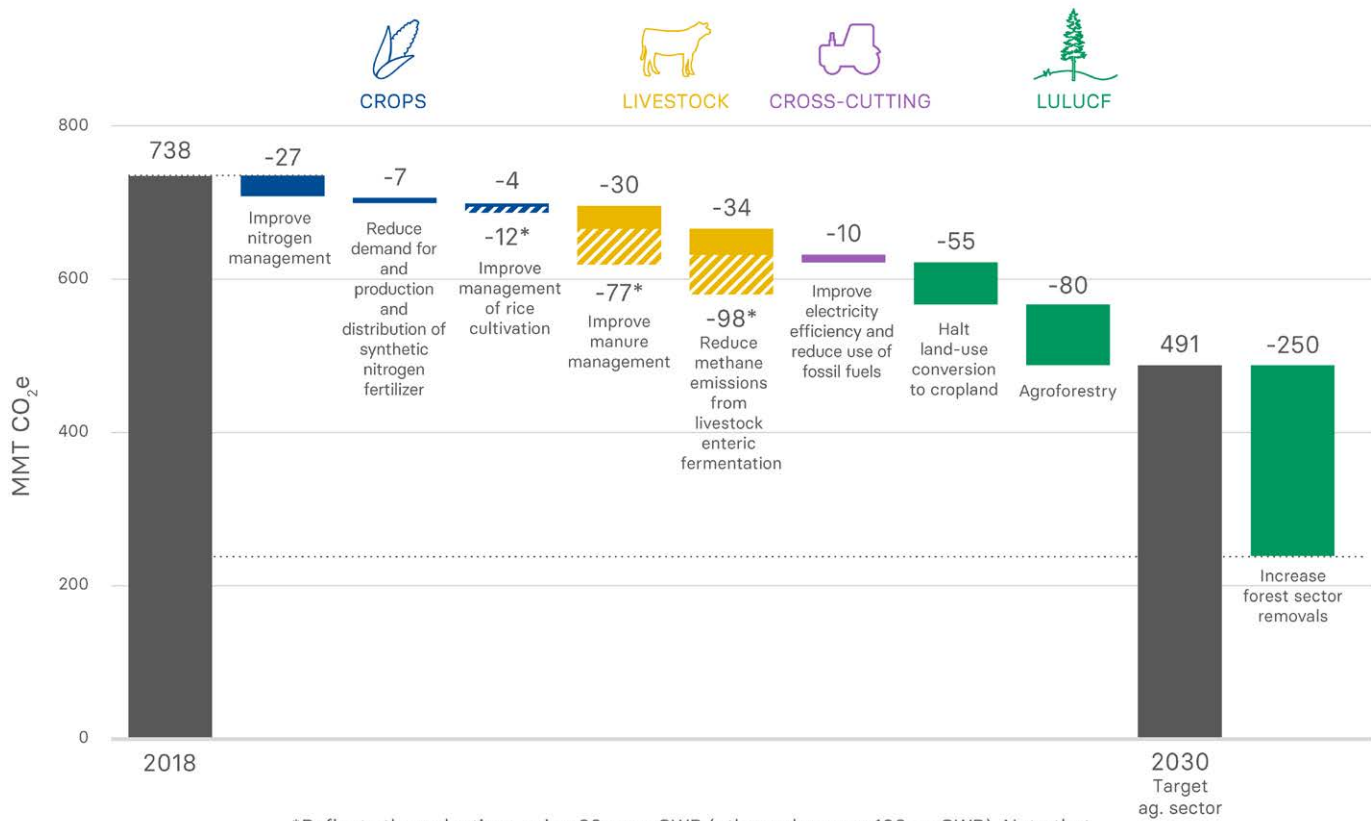 CROPS
LIVESTOCK
CROSS-CUTTING
LULUCF
MMT CO₂e
800
600
400
200
0
738
2018
-27
Improve
nitrogen
management
-7
Reduce
demand for
and
production
and
distribution of
synthetic
nitrogen
fertilizer
-4
-12*
Improve
management
of rice
cultivation
-30
-77*
Improve
manure
management
-34
-98*
Reduce
methane
emissions
from
livestock
enteric
fermentation
-10
Improve
electricity
efficiency and
reduce use of
fossil fuels
-55
Halt
land-use
conversion
to cropland
-80
Agroforestry
491
2030
Target
ag. sector
-250
Increase
forest sector
removals